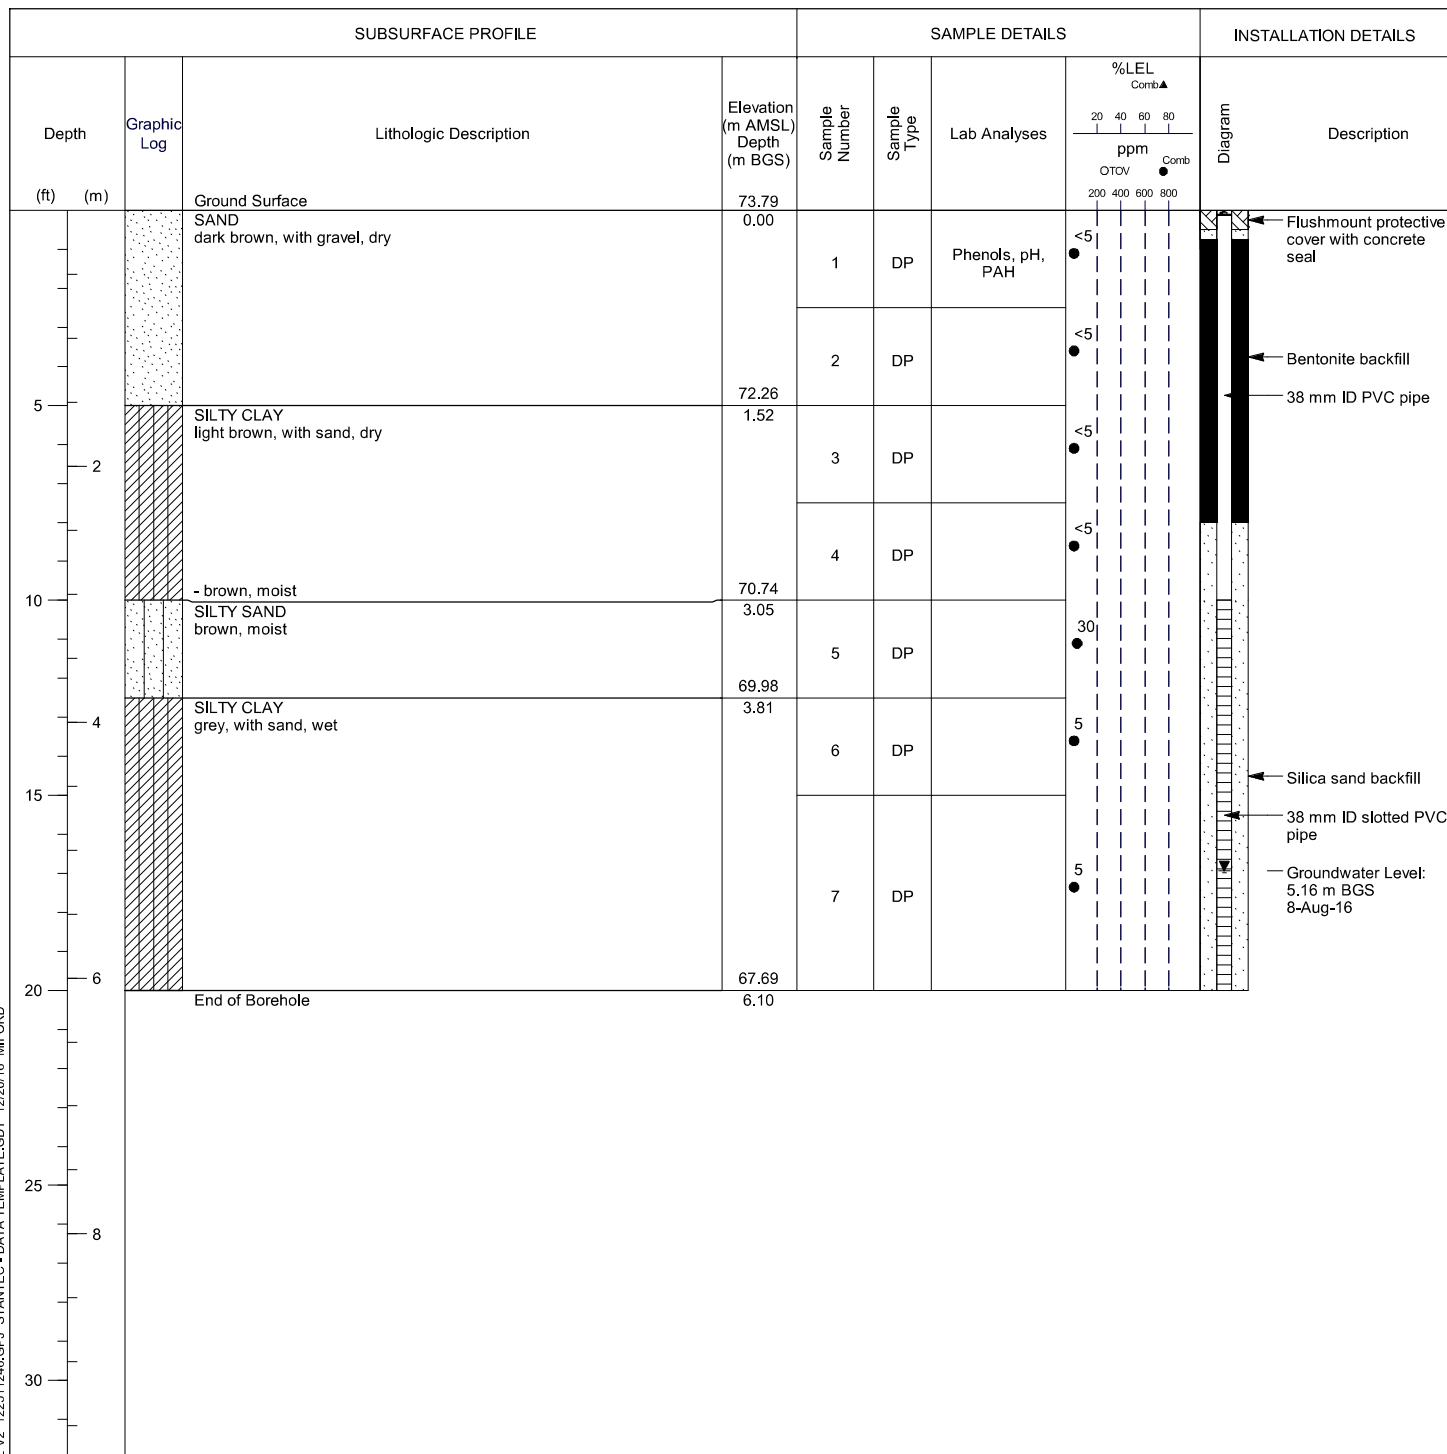 SUBSURFACE PROFILE
SAMPLE DETAILS
INSTALLATION DETAILS
Depth
(ft) (m)
Graphic
Log
Lithologic Description
Elevation
(m AMSL)
Depth
(m BGS)
Sample
Number
Sample
Type
Lab Analyses
%LEL
Comb▲
20 40 60 80
ppm
OTOV ● Comb
200 400 600 800
Diagram
Description
Ground Surface
73.79
SAND
0.00
dark brown, with gravel, dry
1
DP
Phenols, pH,
PAH
<5
Flushmount protective
cover with concrete
seal
2
DP
<5
Bentonite backfill
38 mm ID PVC pipe
72.26
5
SILTY CLAY
1.52
light brown, with sand, dry
2
3
DP
<5
4
DP
<5
- brown, moist
70.74
10
SILTY SAND
3.05
brown, moist
5
DP
30
69.98
SILTY CLAY
3.81
grey, with sand, wet
4
6
DP
5
Silica sand backfill
15
38 mm ID slotted PVC
pipe
7
DP
5
Groundwater Level:
5.16 m BGS
8-Aug-16
67.69
6
20
End of Borehole
6.10
25
8
30
STANTEC - DATA TEMPLATE.GDT